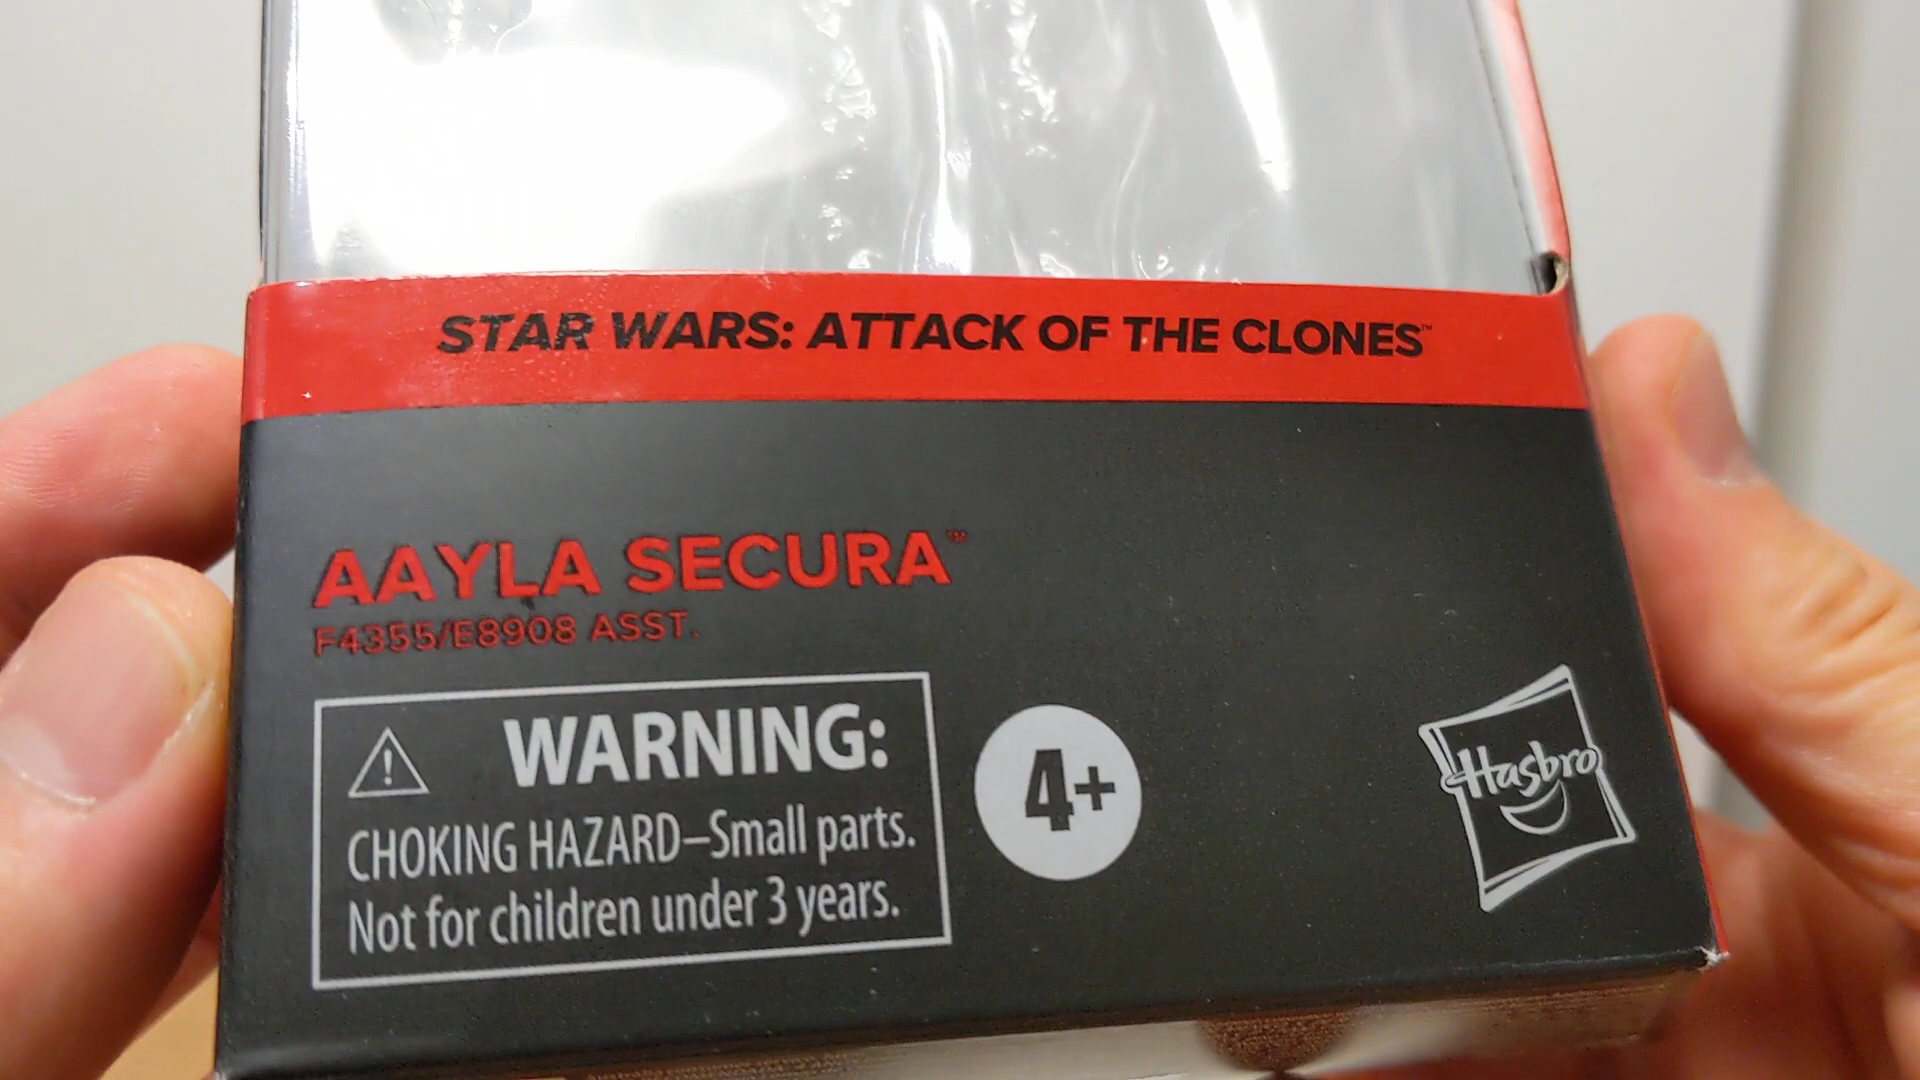 STAR WARS: ATTACK OF THE CLONES™
AAYLA SECURA™
F4355/E8908 ASST.
WARNING:
CHOKING HAZARD–Small parts.
Not for children under 3 years.
4+
Hasbro